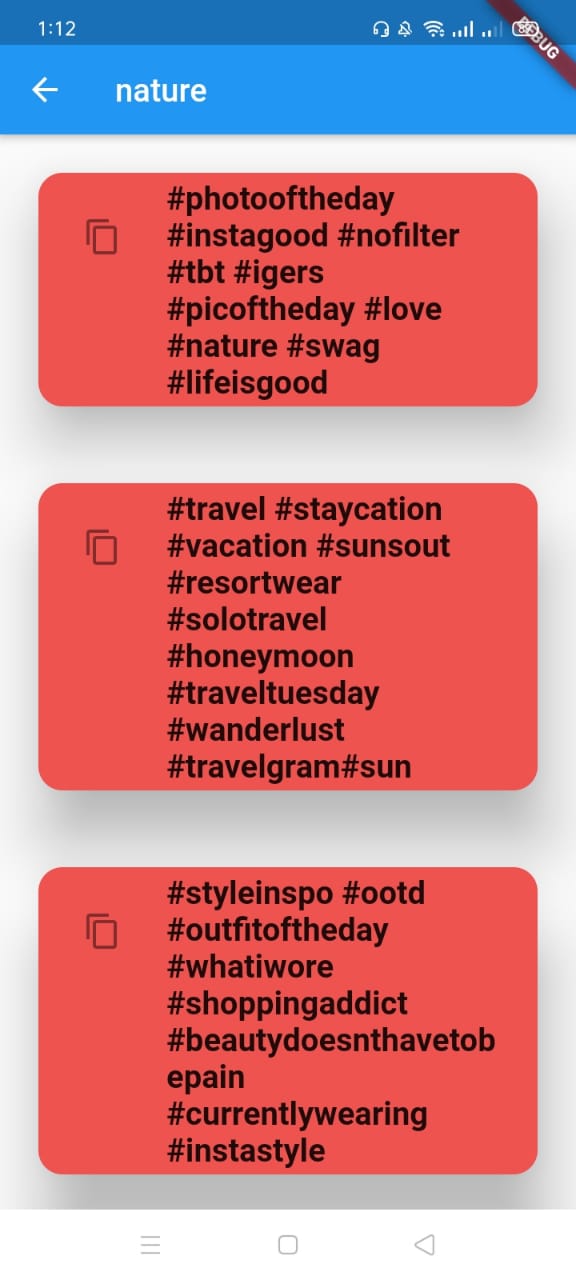 1:12
DEBUG
nature
#photooftheday
#instagood #nofilter
#tbt #igers
#picoftheday #love
#nature #swag
#lifeisgood
#travel #staycation
#vacation #sunsout
#resortwear
#solotravel
#honeymoon
#traveltuesday
#wanderlust
#travelgram#sun
#styleinspo #ootd
#outfitoftheday
#whatiwore
#shoppingaddict
#beautydoesnthavetob
epain
#currentlywearing
#instastyle